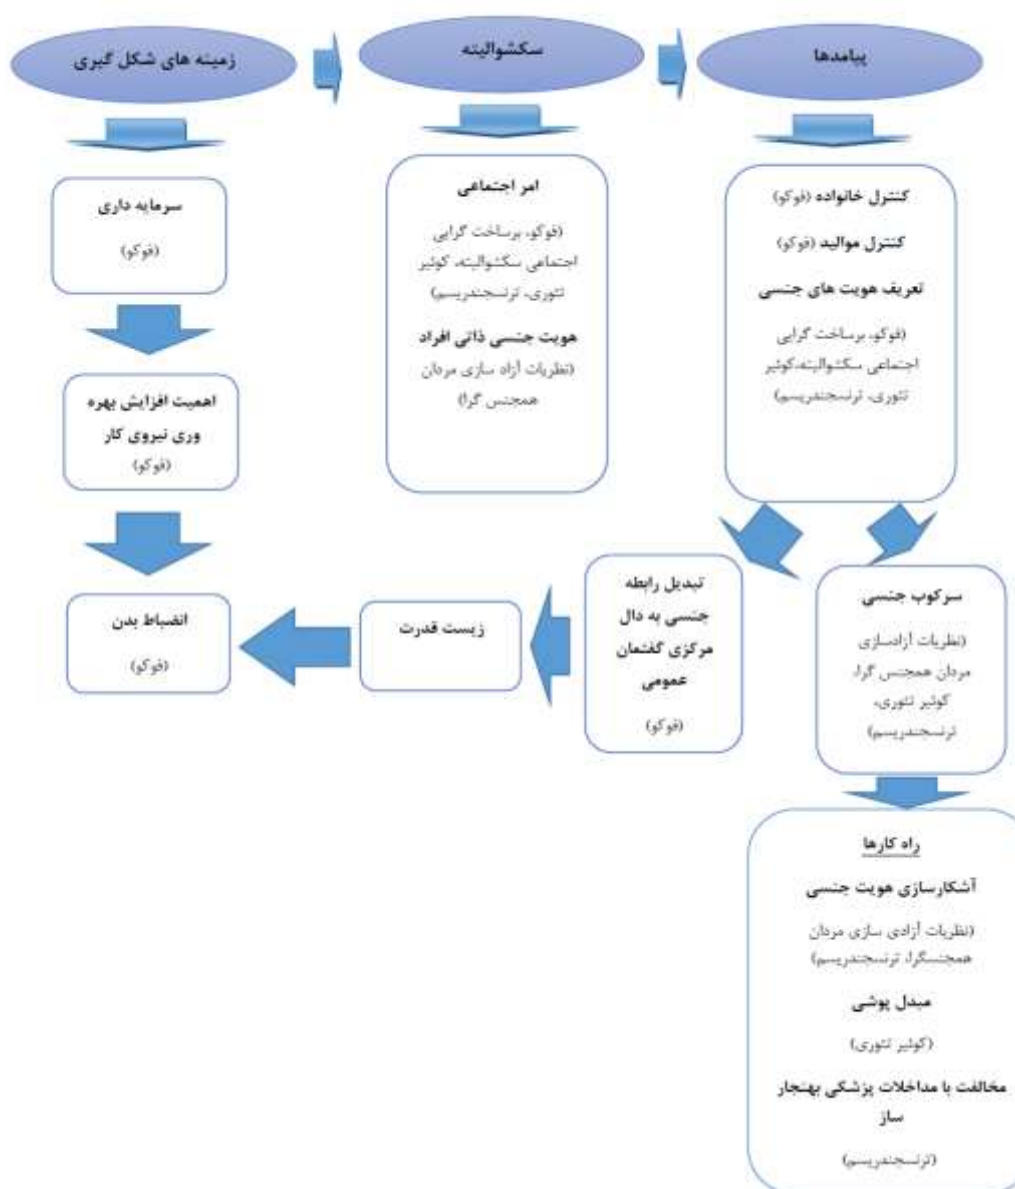 زمینه های شکل گیری
سکشوالیته
پیامدها
سرمایه داری
(فوکو)
اهمیت افزایش بهره
وری نیروی کار
(فوکو)
انضباط بدن
(فوکو)
امر اجتماعی
(فوکو، برساخت گرایی
اجتماعی سکشوالیته، کوئیر
تئوری، ترنسجندریسم)
هویت جنسی ذاتی افراد
(نظریات آزاد سازی مردان
همجنس گرا)
کنترل خانواده (فوکو)
کنترل موالید (فوکو)
تعریف هویت های جنسی
(فوکو، برساخت گرایی
اجتماعی سکشوالیته،کوئیر
تئوری، ترنسجندریسم)
زیست قدرت
تبدیل رابطه
جنسی به دال
مرکزی گفتمان
عمومی
(فوکو)
سرکوب جنسی
(نظریات آزادسازی
مردان همجنس گرا،
کوئیر تئوری،
ترنسجندریسم)
راه کارها
آشکارسازی هویت جنسی
(نظریات آزادی سازی مردان
همجنسگرا، ترنسجندریسم)
مبدل پوشی
(کوئیر تئوری)
مخالفت با مداخلات پزشکی بهنجار
ساز
(ترنسجندریسم)